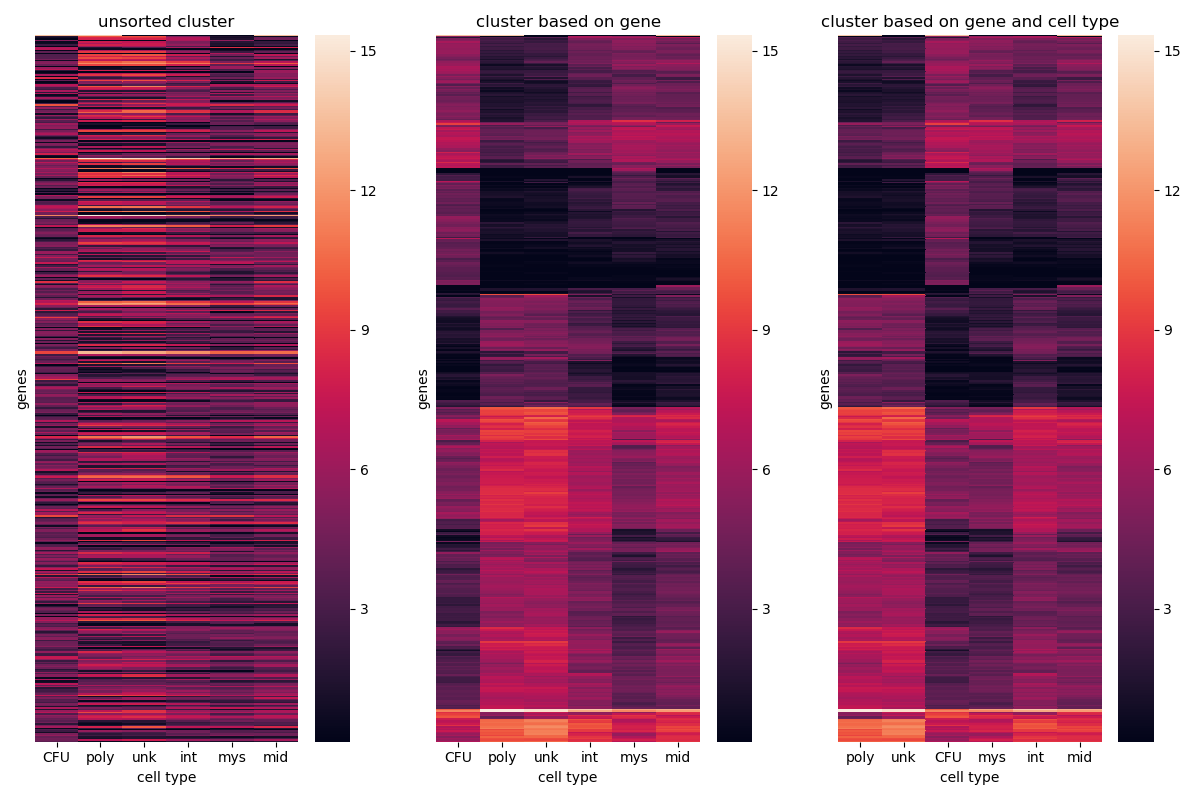 unsorted cluster
genes
CFU poly unk int mys mid
cell type
15
12
9
6
3
cluster based on gene
genes
CFU poly unk int mys mid
cell type
15
12
9
6
3
cluster based on gene and cell type
genes
poly unk CFU mys int mid
cell type
15
12
9
6
3